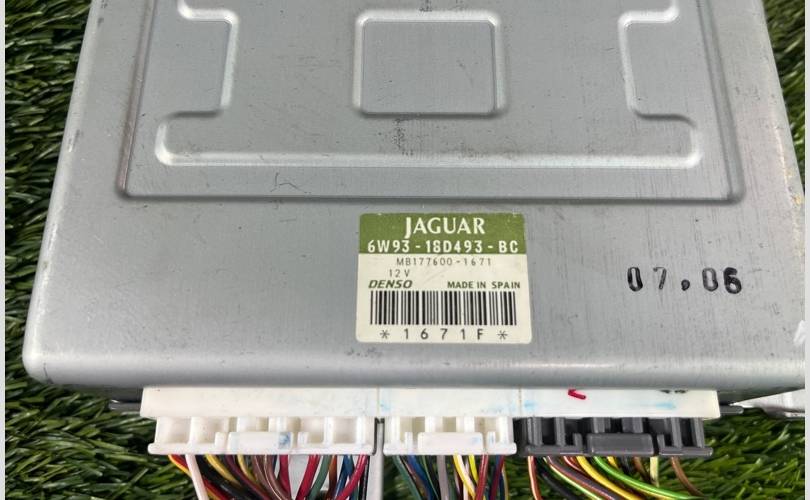 JAGUAR
6W93-18D493-BC
MB177600-1671
12V
DENSO MADE IN SPAIN
*1671F*
07.06